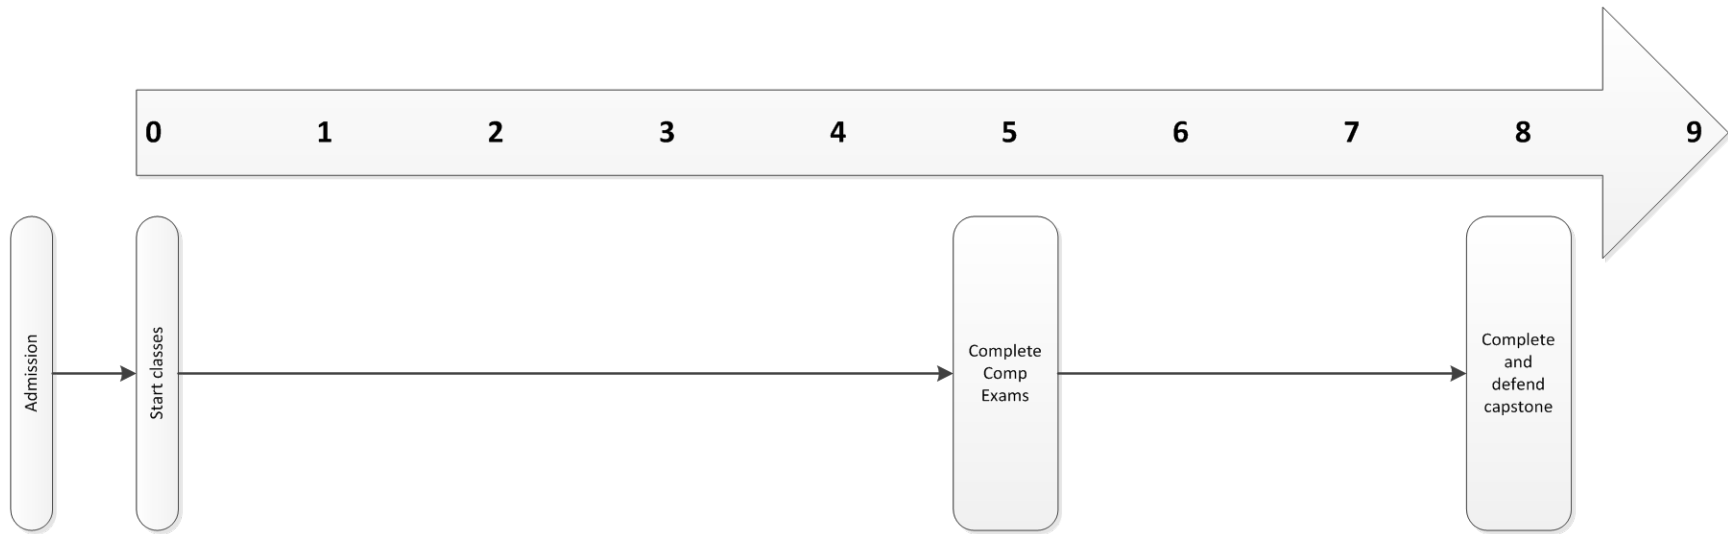 0 1 2 3 4 5 6 7 8 9
Admission
Start classes
Complete
Comp
Exams
Complete
and
defend
capstone